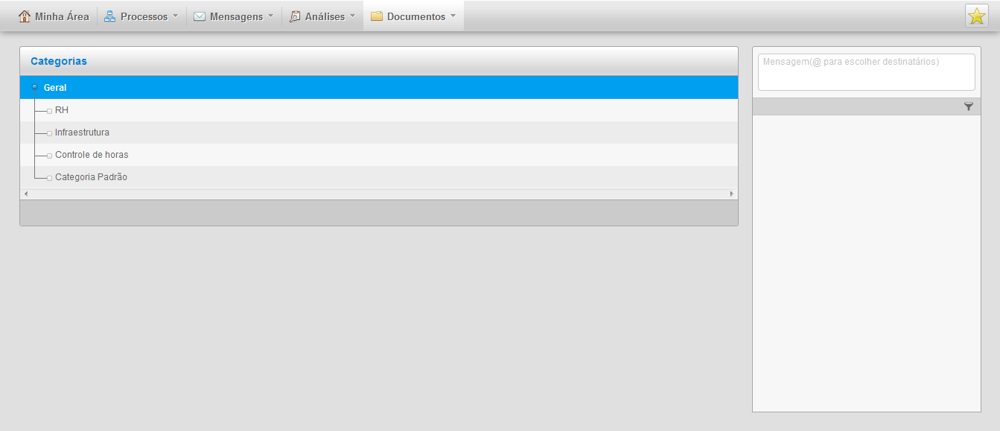 Minha Área Processos Mensagens Análises Documentos
Categorias
Mensagem(@ para escolher destinatários)
Geral
RH
Infraestrutura
Controle de horas
Categoria Padrão